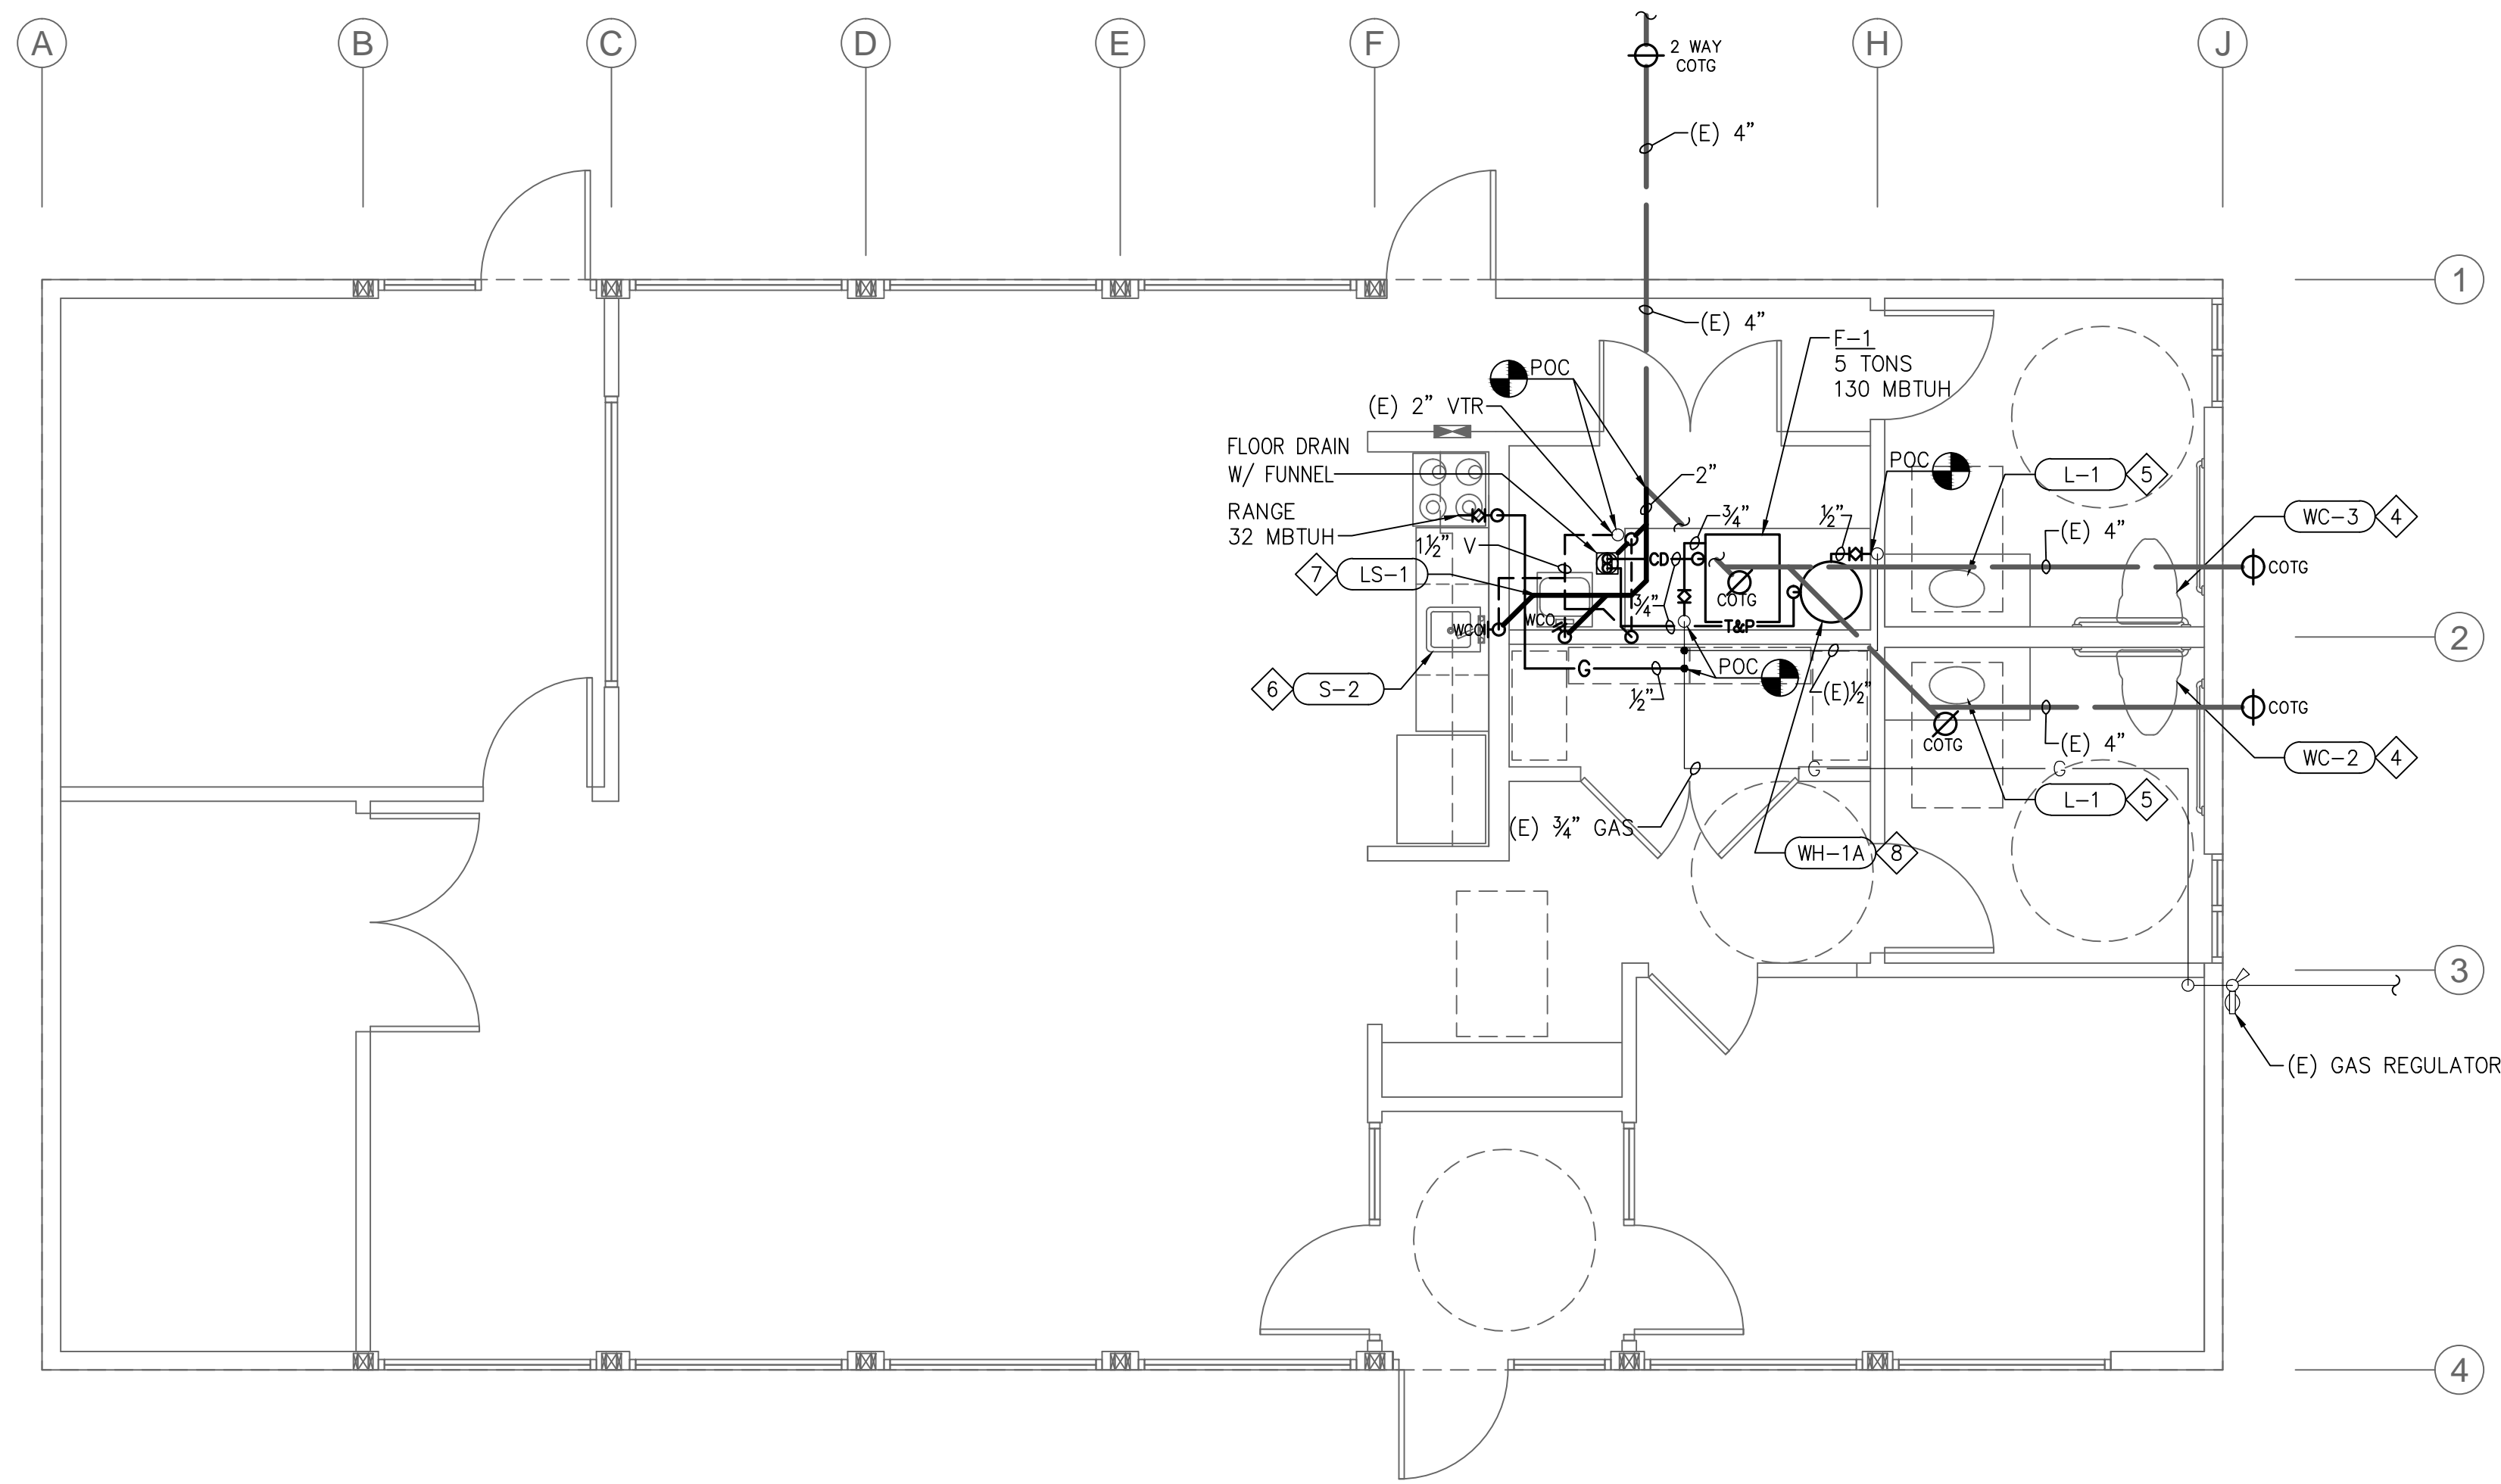 A
B
C
D
E
F
H
J
2 WAY
COTG
(E) 4"
1
(E) 4"
F-1
5 TONS
130 MBTUH
POC
(E) 2" VTR
FLOOR DRAIN
W/ FUNNEL
2"
POC
L-1
5
RANGE
32 MBTUH
3/4"
1/2"
WC-3
4
(E) 4"
1 1/2" V
CD
COTG
7
LS-1
3/4"
COTG
WCO
WCO
T&P
2
G
POC
6
S-2
1/2"
(E)1/2"
COTG
COTG
(E) 4"
WC-2
4
G
G
L-1
5
(E) 3/4" GAS
WH-1A
8
3
(E) GAS REGULATOR
4